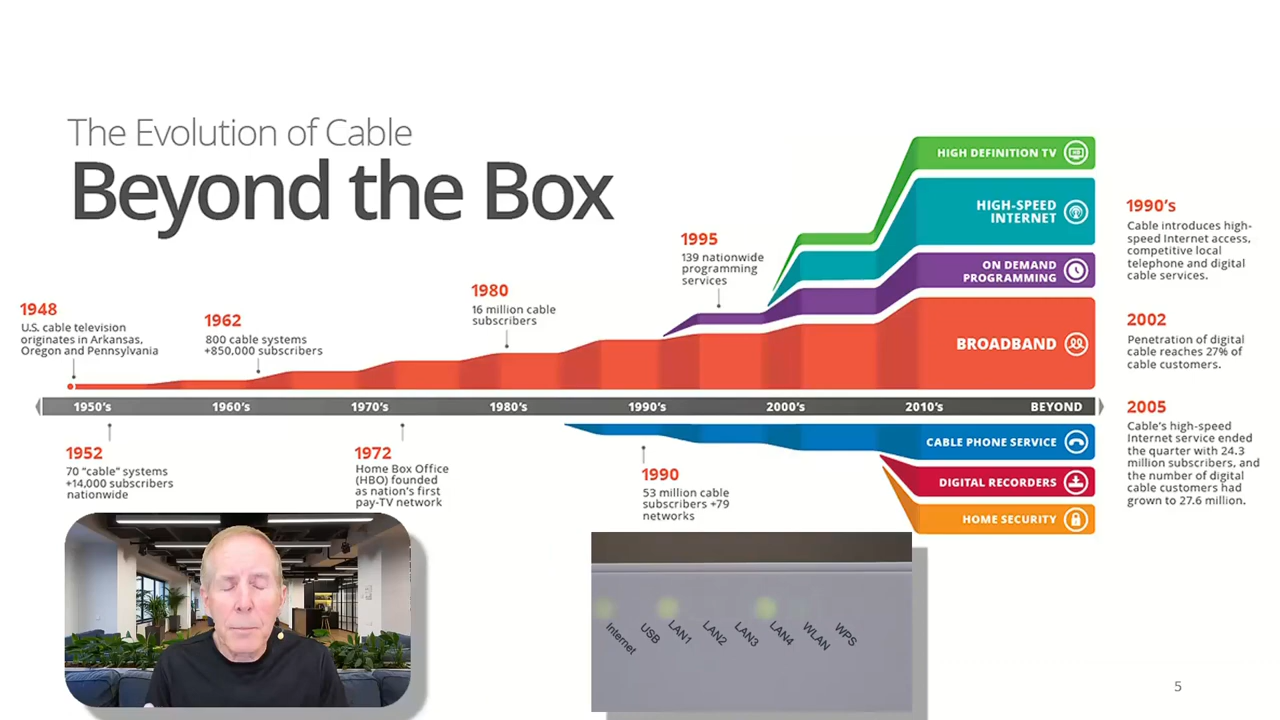 The Evolution of Cable
Beyond the Box
1948
U.S. cable television
originates in Arkansas,
Oregon and Pennsylvania
1962
800 cable systems
+850,000 subscribers
1980
16 million cable
subscribers
1995
139 nationwide
programming
services
HIGH DEFINITION TV
HIGH-SPEED
INTERNET
ON DEMAND
PROGRAMMING
BROADBAND
1950's
1960's
1970's
1980's
1990's
2000's
2010's
BEYOND
1952
70 "cable" systems
+14,000 subscribers
nationwide
1972
Home Box Office
(HBO) founded
as nation's first
pay-TV network
1990
53 million cable
subscribers +79
networks
CABLE PHONE SERVICE
DIGITAL RECORDERS
HOME SECURITY
1990's
Cable introduces high-
speed Internet access,
competitive local
telephone and digital
cable services.
2002
Penetration of digital
cable reaches 27% of
cable customers.
2005
Cable's high-speed
Internet service ended
the quarter with 24.3
million subscribers, and
the number of digital
cable customers had
grown to 27.6 million.
Internet
USB
LAN1
LAN2
LAN3
LAN4
WLAN
WPS
5